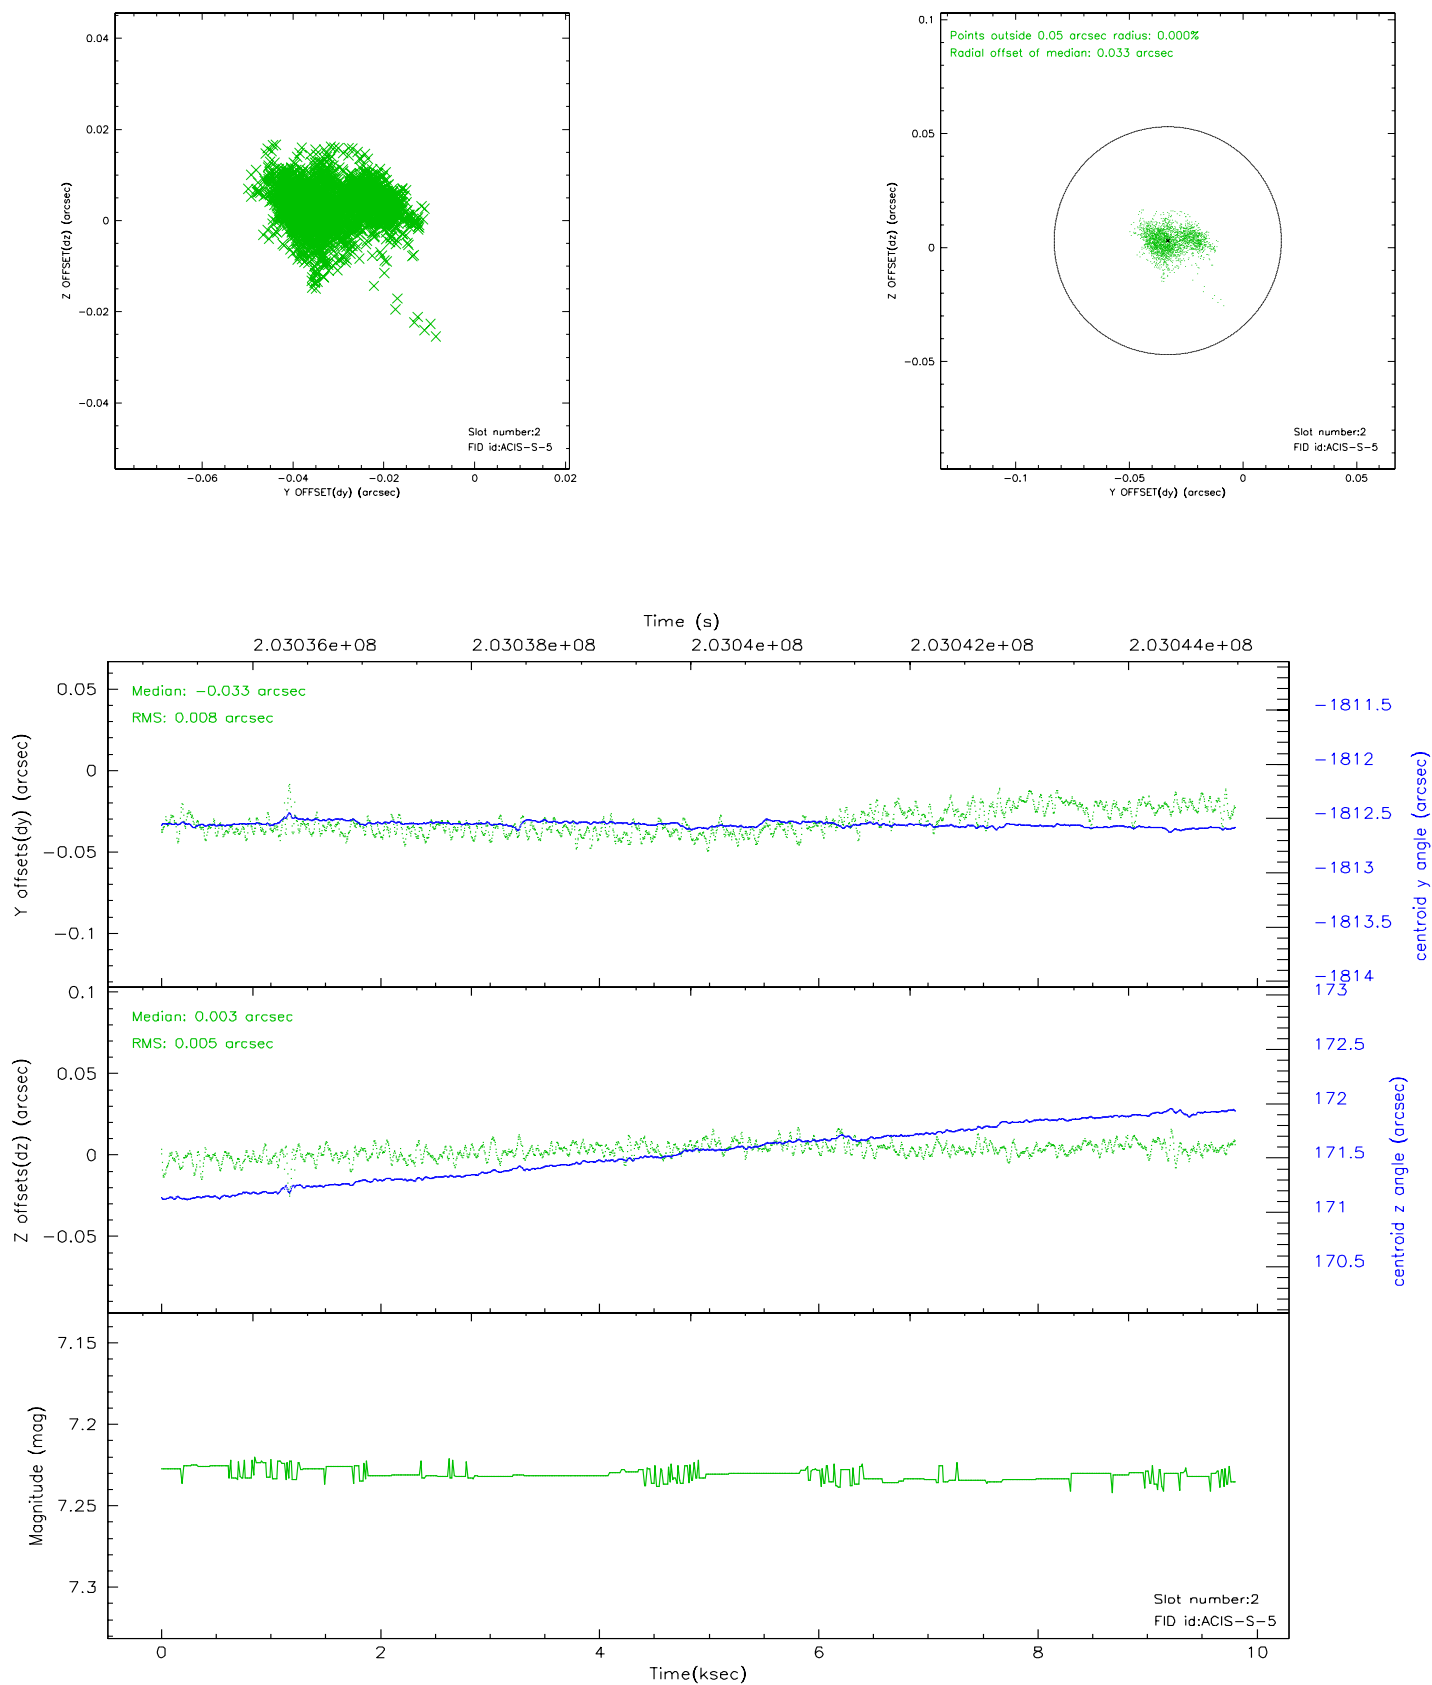 0.04
0.02
0
-0.02
-0.04
Z OFFSET(dz) (arcsec)
Slot number:2
FID id:ACIS-S-5
-0.06 -0.04 -0.02 0 0.02
Y OFFSET(dy) (arcsec)
Points outside 0.05 arcsec radius: 0.000%
Radial offset of median: 0.033 arcsec
0.1
0.05
0
-0.05
Z OFFSET(dz) (arcsec)
Slot number:2
FID id:ACIS-S-5
-0.1 -0.05 0 0.05
Y OFFSET(dy) (arcsec)
Time (s)
2.03036e+08 2.03038e+08 2.0304e+08 2.03042e+08 2.03044e+08
Median: -0.033 arcsec
RMS: 0.008 arcsec
0.05
0
-0.05
-0.1
Y offsets(dy) (arcsec)
-1811.5
-1812
-1812.5
-1813
-1813.5
-1814
centroid y angle (arcsec)
Median: 0.003 arcsec
RMS: 0.005 arcsec
0.1
0.05
0
-0.05
Z offsets(dz) (arcsec)
173
172.5
172
171.5
171
170.5
centroid z angle (arcsec)
7.15
7.2
7.25
7.3
Magnitude (mag)
Slot number:2
FID id:ACIS-S-5
0 2 4 6 8 10
Time(ksec)